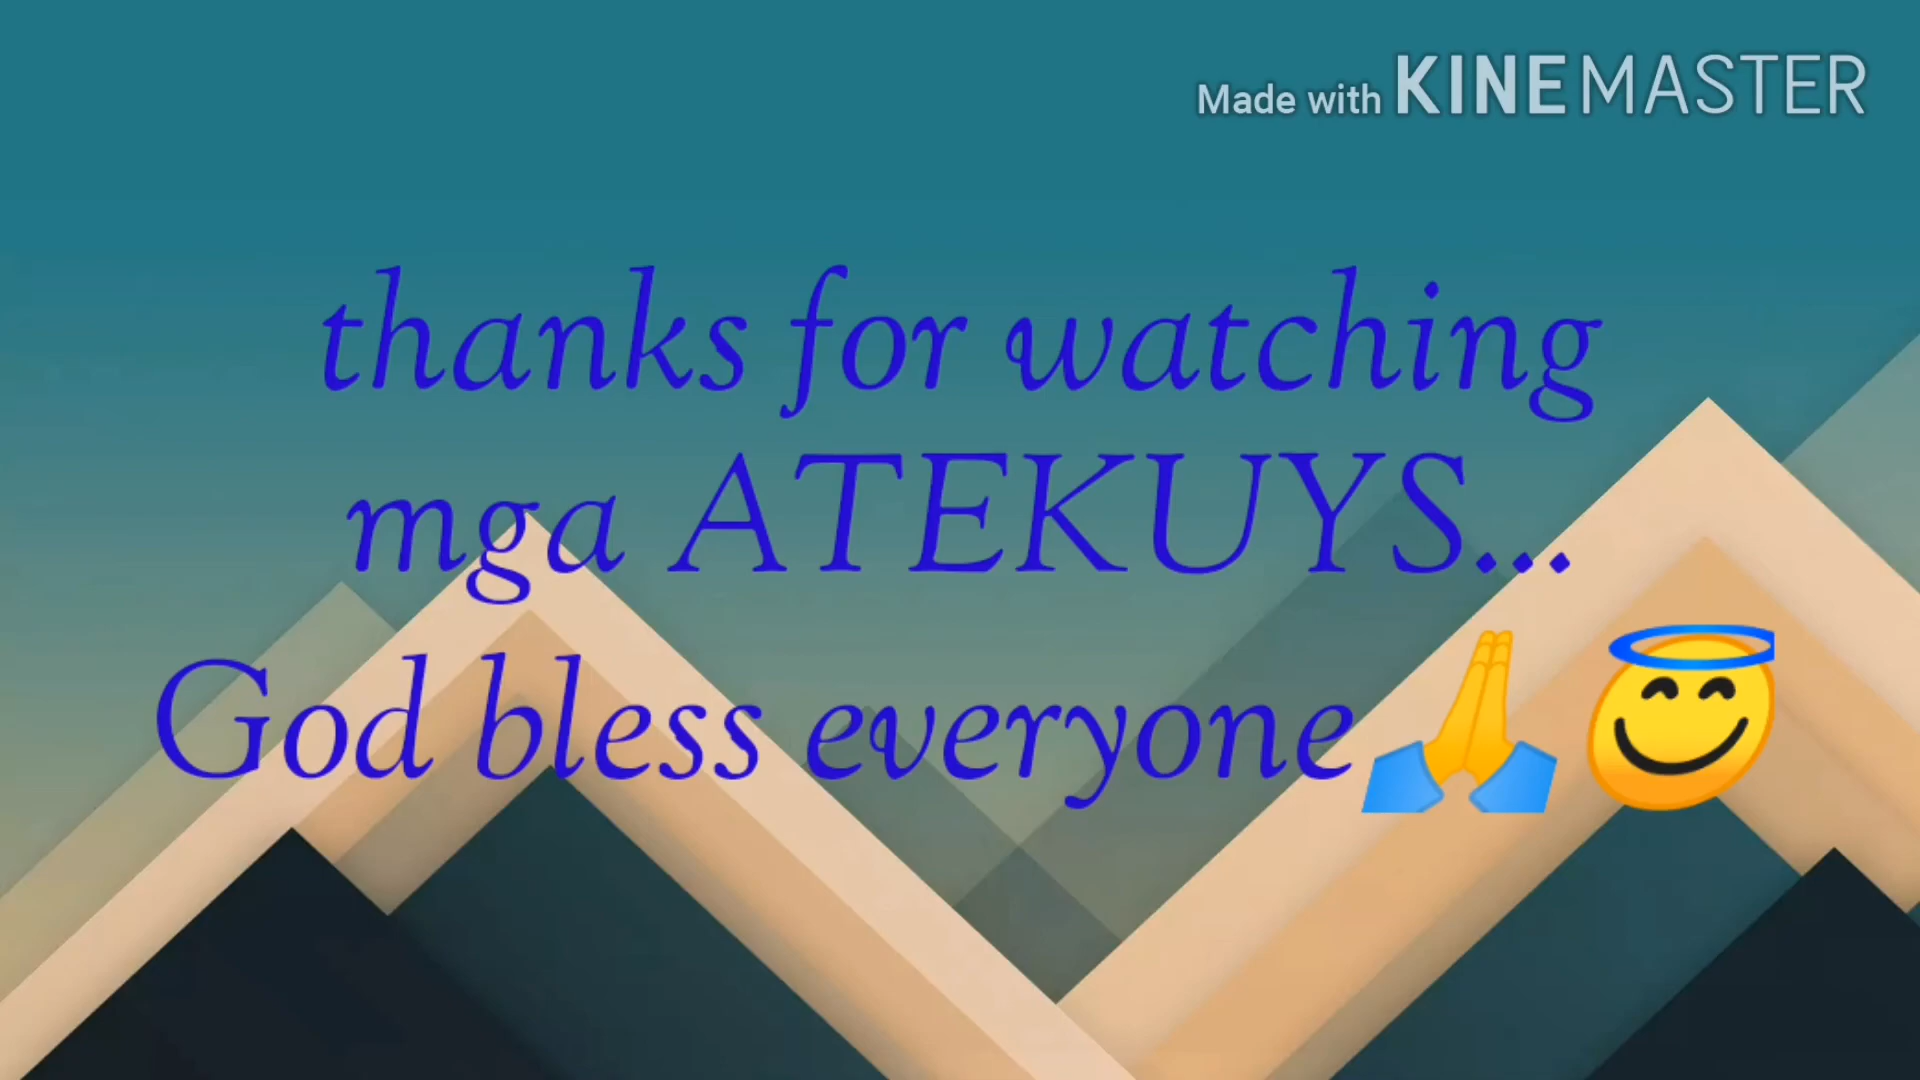 Made with KINEMASTER
thanks for watching
mga ATEKUYS...
God bless everyone🙏😇